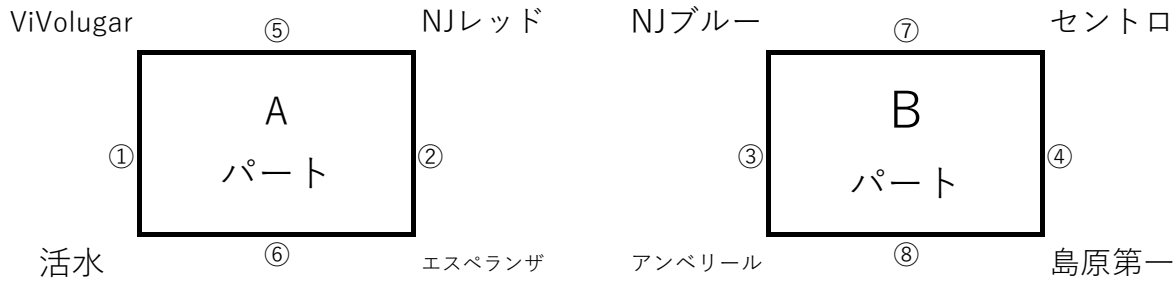 ViVolugar ⑤ NJレッド NJブルー ⑦ セントロ
A B
① ② ③ ④
パート パート
活水 ⑥ エスペランザ アンベリール ⑧ 島原第一